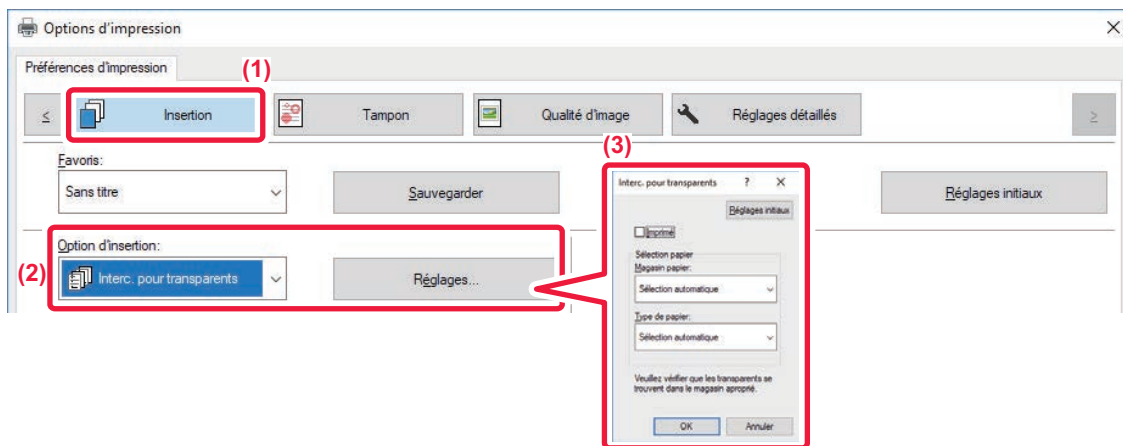 Options d'impression
Préférences d'impression
(1)
<
Insertion
Tampon
Qualité d'image
Réglages détaillés
>
Favoris:
Sans titre
Sauvegarder
Réglages initiaux
(2)
Option d'insertion:
Interc. pour transparents
Réglages...
(3)
Interc. pour transparents ?
Réglages initiaux
Imprimé
Sélection papier
Magasin papier:
Sélection automatique
Type de papier:
Sélection automatique
Veuillez vérifier que les transparents se
trouvent dans le magasin aproprié.
OK
Annuler